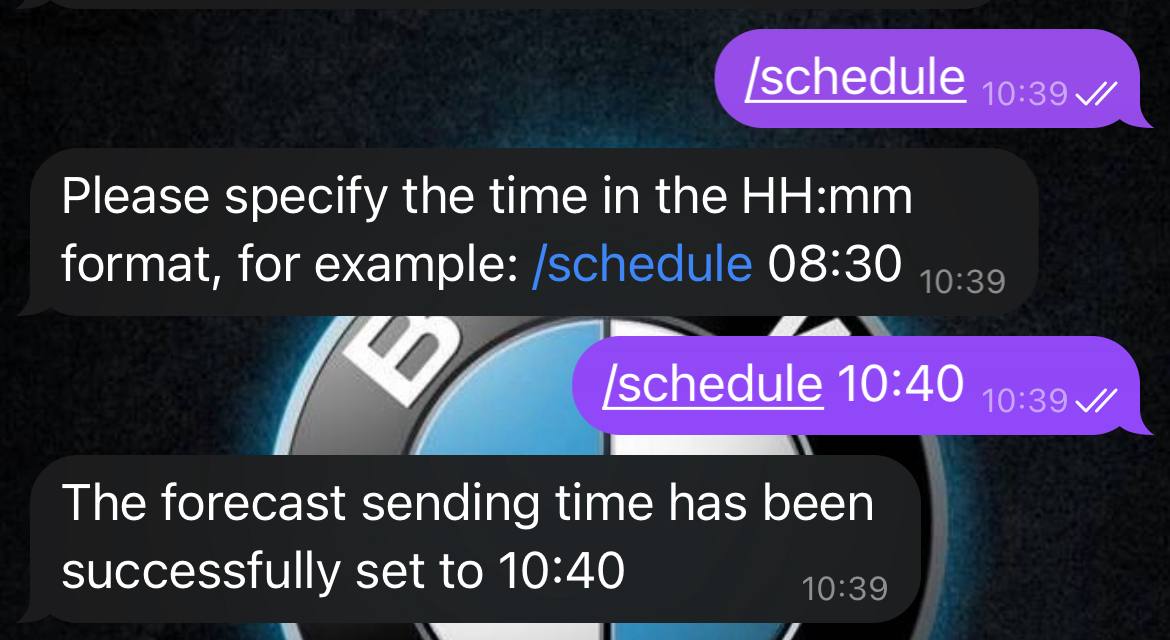 /schedule 10:39
Please specify the time in the HH:mm
format, for example: /schedule 08:30 10:39
B
/schedule 10:40 10:39
The forecast sending time has been
successfully set to 10:40 10:39